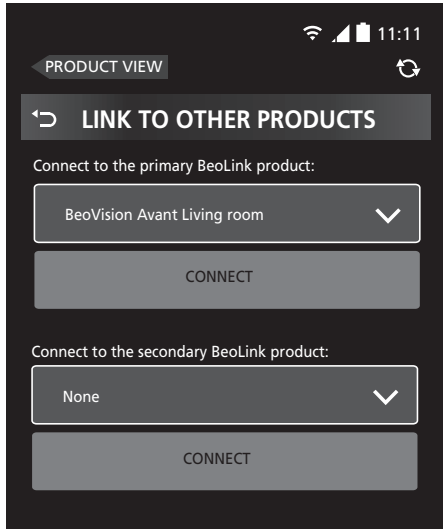 11:11
PRODUCT VIEW
LINK TO OTHER PRODUCTS
Connect to the primary BeoLink product:
BeoVision Avant Living room
CONNECT
Connect to the secondary BeoLink product:
None
CONNECT